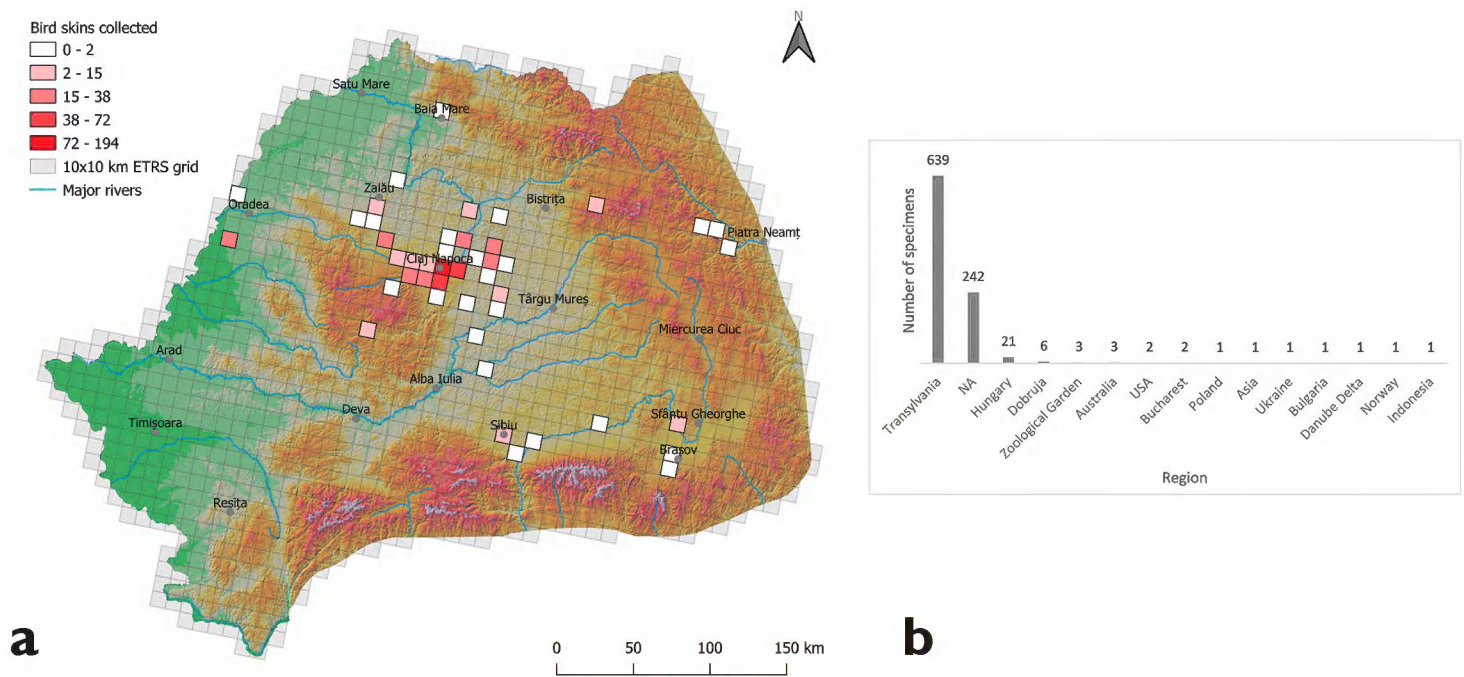 Bird skins collected
0 - 2
2 - 15
15 - 38
38 - 72
72 - 194
10x10 km ETRS grid
Major rivers
N
Satu Mare
Baia Mare
Zalău
Bistrița
Oradea
Piatra Neamț
Cluj Napoca
Târgu Mureș
Miercurea Ciuc
Arad
Alba Iulia
Deva
Sfântu Gheorghe
Timișoara
Sibiu
Brașov
Resița
0 50 100 150 km
a
Number of specimens
639
242
21
6
3
3
2
2
1
1
1
1
1
1
1
Transylvania
NA
Hungary
Dobruja
Zoological Garden
Australia
USA
Bucharest
Poland
Asia
Ukraine
Bulgaria
Danube Delta
Norway
Indonesia
Region
b